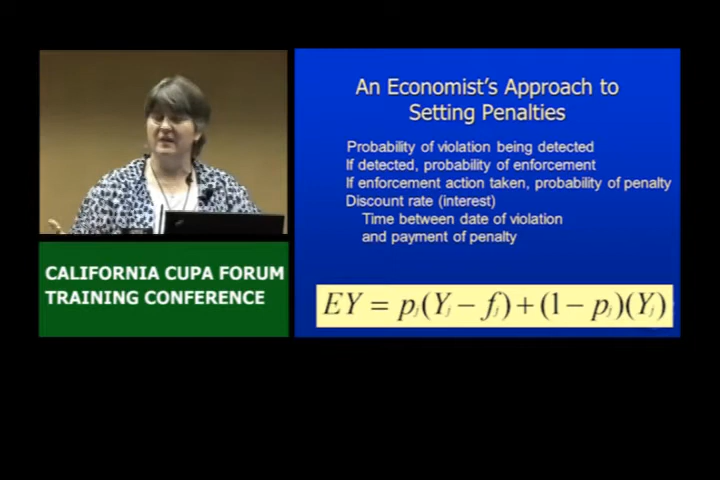 An Economist's Approach to
Setting Penalties
Probability of violation being detected
If detected, probability of enforcement
If enforcement action taken, probability of penalty
Discount rate (interest)
Time between date of violation
and payment of penalty
EY = pⱼ(Yⱼ − fⱼ) + (1 − pⱼ)(Yⱼ)
CALIFORNIA CUPA FORUM
TRAINING CONFERENCE